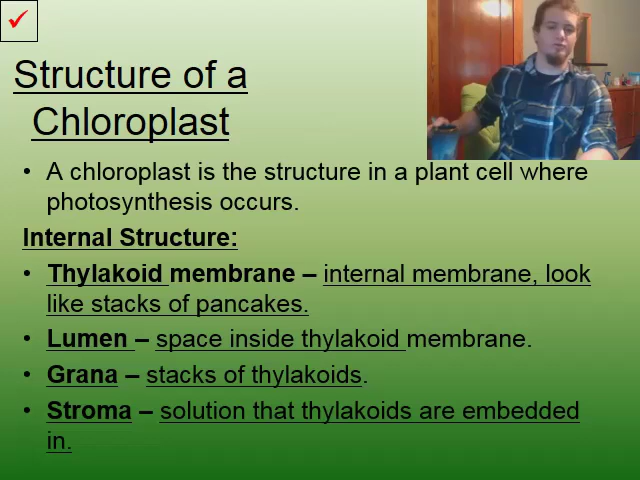 Structure of a
Chloroplast
• A chloroplast is the structure in a plant cell where
photosynthesis occurs.
Internal Structure:
• Thylakoid membrane – internal membrane, look
like stacks of pancakes.
• Lumen – space inside thylakoid membrane.
• Grana – stacks of thylakoids.
• Stroma – solution that thylakoids are embedded
in.